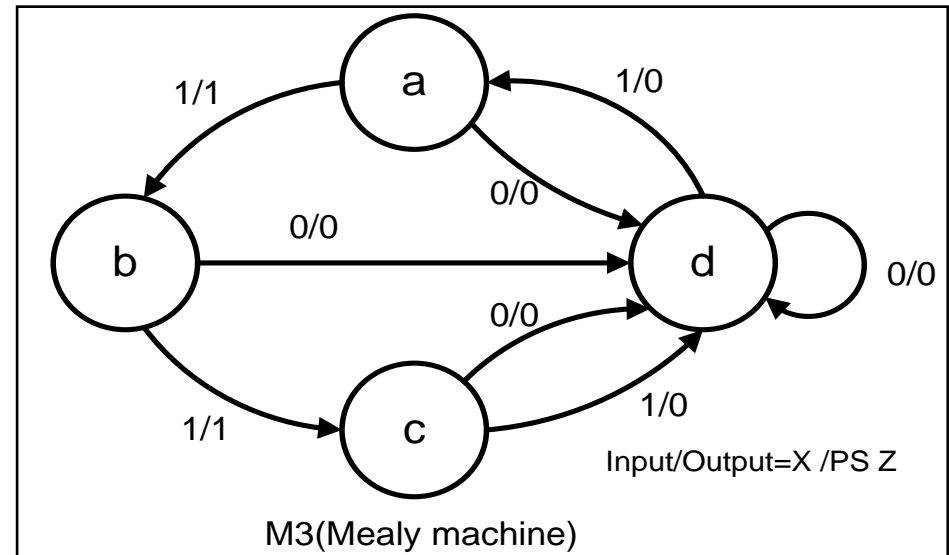 a
1/1
1/0
0/0
b
0/0
d
0/0
0/0
1/1
c
1/0
Input/Output=X /PS Z
M3(Mealy machine)